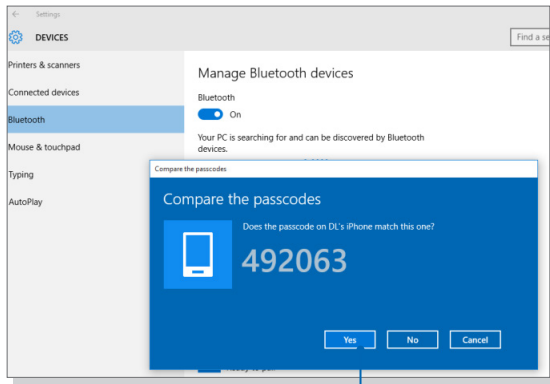 Settings
DEVICES
Find a se
Printers & scanners
Connected devices
Bluetooth
Mouse & touchpad
Typing
AutoPlay
Manage Bluetooth devices
Bluetooth
On
Your PC is searching for and can be discovered by Bluetooth
devices.
Compare the passcodes
Compare the passcodes
Does the passcode on DL's iPhone match this one?
492063
Yes
No
Cancel